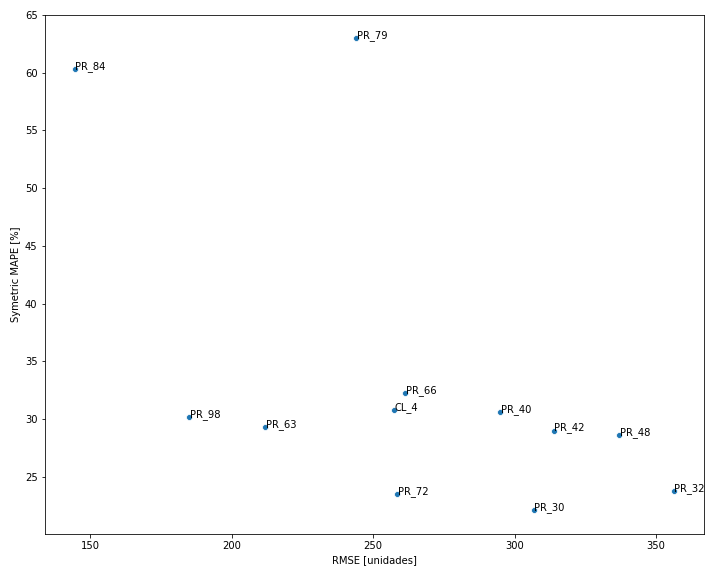 65
PR_79
PR_84
60
55
50
45
Symetric MAPE [%]
40
35
PR_66
CL_4
PR_40
PR_98
30
PR_63
PR_42
PR_48
25
PR_72
PR_32
PR_30
150
200
250
300
350
RMSE [unidades]